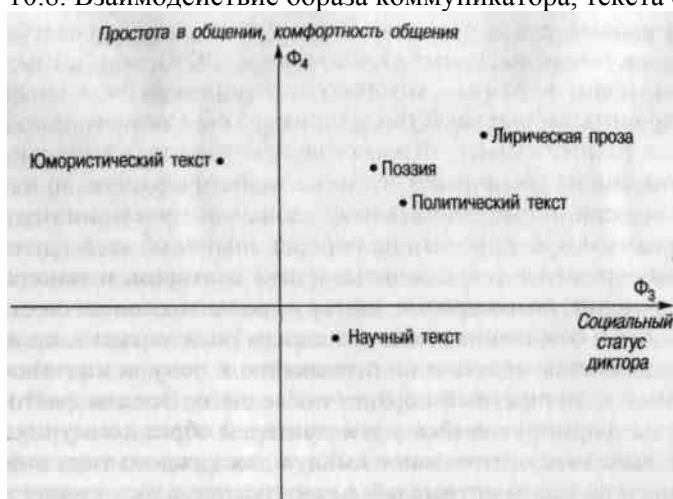 10.8. Взаимодействие образа коммуникатора, текста
Простота в общении, комфортность общения
Ф4
Лирическая проза
Юмористический текст
Поэзия
Политический текст
Ф3
Научный текст
Социальный
статус
диктора